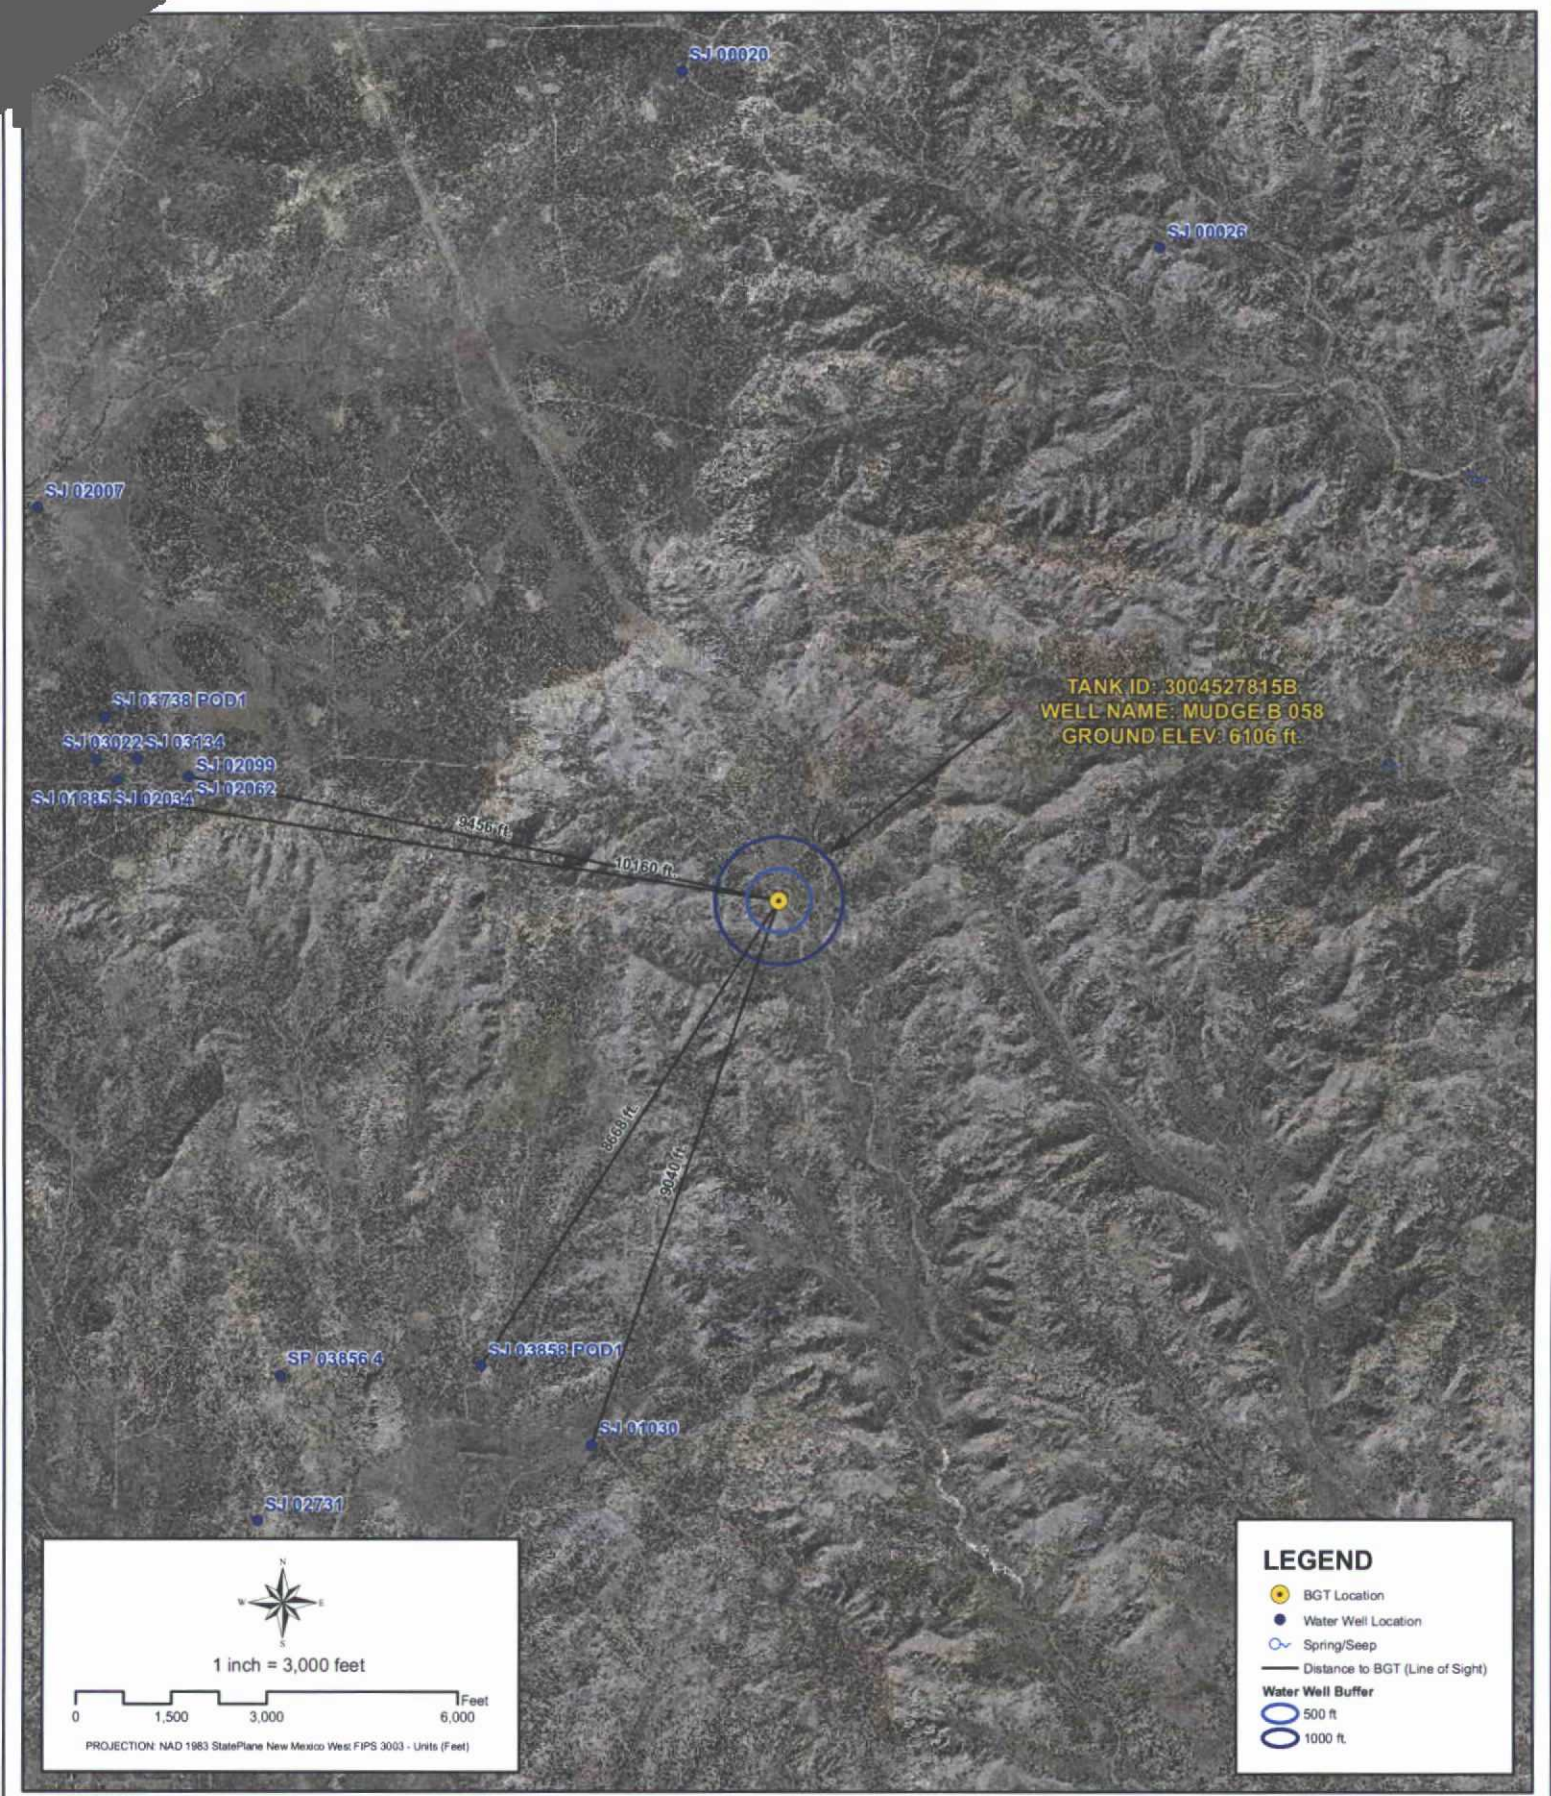 SJ 00020
SJ 00026
SJ 02007
TANK ID: 3004527815B
WELL NAME: MUDGE B 058
GROUND ELEV: 6106 ft.
SJ 03738 POD1
SJ 03022 SJ 03134
SJ 02099
SJ 02062
SJ 01885 SJ 02034
9456 ft.
10160 ft.
8668 ft.
9040 ft.
SJ 03858 POD1
SP 03856 4
SJ 01030
SJ 02731
N
W E
S
1 inch = 3,000 feet
Feet
0 1,500 3,000 6,000
PROJECTION: NAD 1983 StatePlane New Mexico West FIPS 3003 - Units (Feet)
LEGEND
BGT Location
Water Well Location
Spring/Seep
Distance to BGT (Line of Sight)
Water Well Buffer
500 ft
1000 ft.